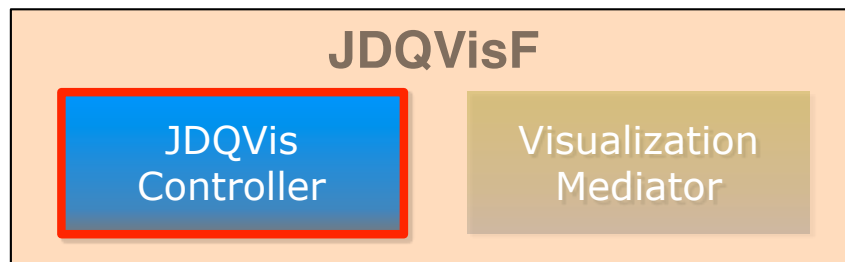 JDQVisF
JDQVis
Controller
Visualization
Mediator